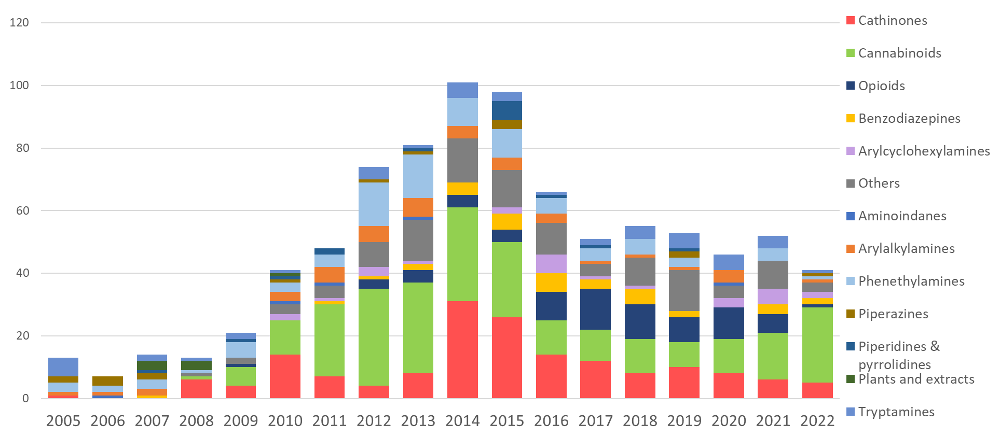 120
100
80
60
40
20
0
2005 2006 2007 2008 2009 2010 2011 2012 2013 2014 2015 2016 2017 2018 2019 2020 2021 2022
Cathinones
Cannabinoids
Opioids
Benzodiazepines
Arylcyclohexylamines
Others
Aminoindanes
Arylalkylamines
Phenethylamines
Piperazines
Piperidines &
pyrrolidines
Plants and extracts
Tryptamines